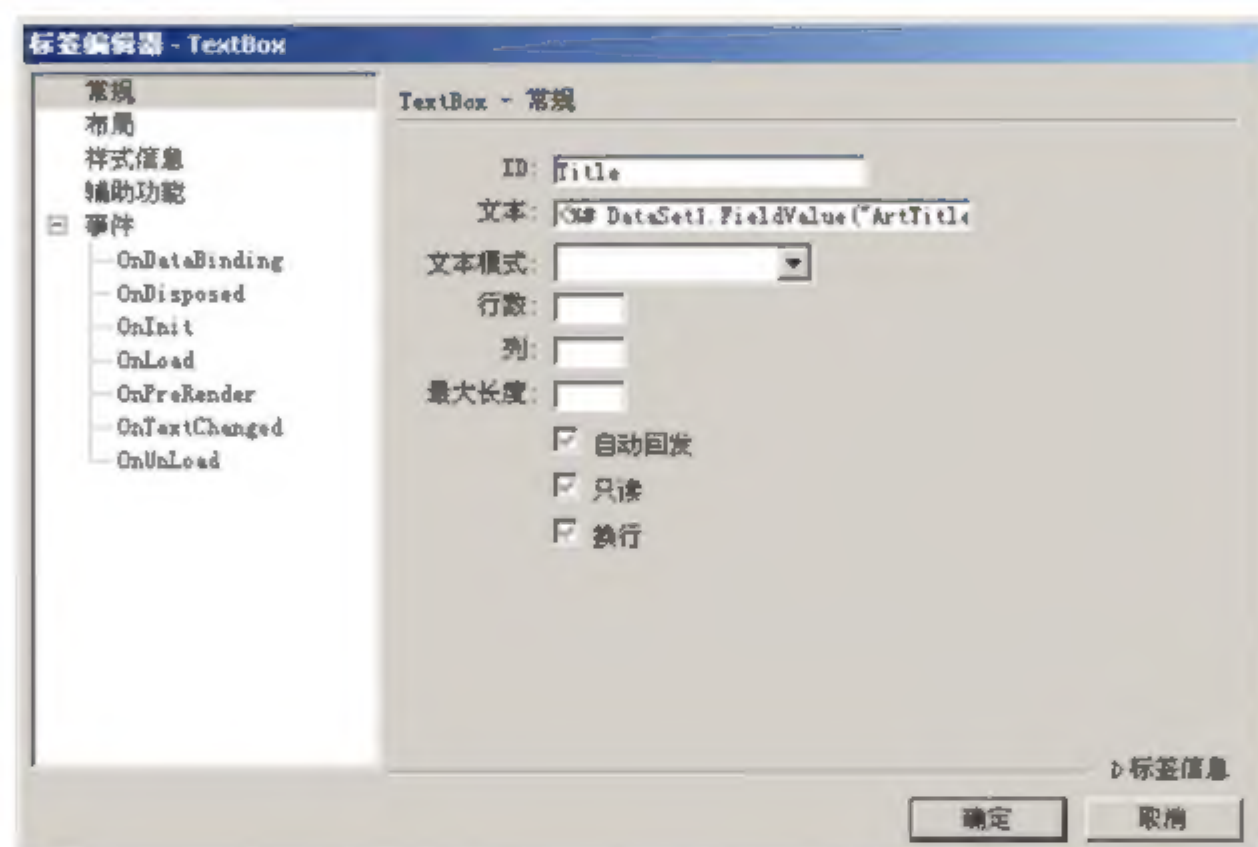 标签编辑器 - TextBox
常规
布局
样式信息
辅助功能
事件
OnDataBinding
OnDisposed
OnInit
OnLoad
OnPreRender
OnTextChanged
OnUnLoad
TextBox - 常规
ID: Title
文本: <%# DataSet1.FieldValue("ArtTitle
文本模式:
行数:
列:
最大长度:
自动回发
只读
换行
标签信息
确定
取消